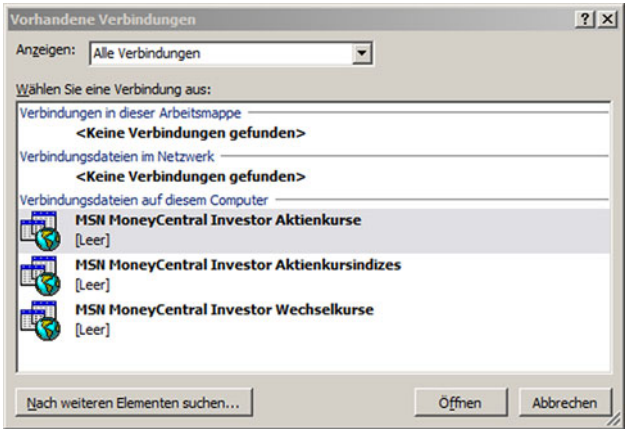 Vorhandene Verbindungen
Anzeigen: Alle Verbindungen
Wählen Sie eine Verbindung aus:
Verbindungen in dieser Arbeitsmappe
<Keine Verbindungen gefunden>
Verbindungsdateien im Netzwerk
<Keine Verbindungen gefunden>
Verbindungsdateien auf diesem Computer
MSN MoneyCentral Investor Aktienkurse
[Leer]
MSN MoneyCentral Investor Aktienkursindizes
[Leer]
MSN MoneyCentral Investor Wechselkurse
[Leer]
Nach weiteren Elementen suchen... Öffnen Abbrechen